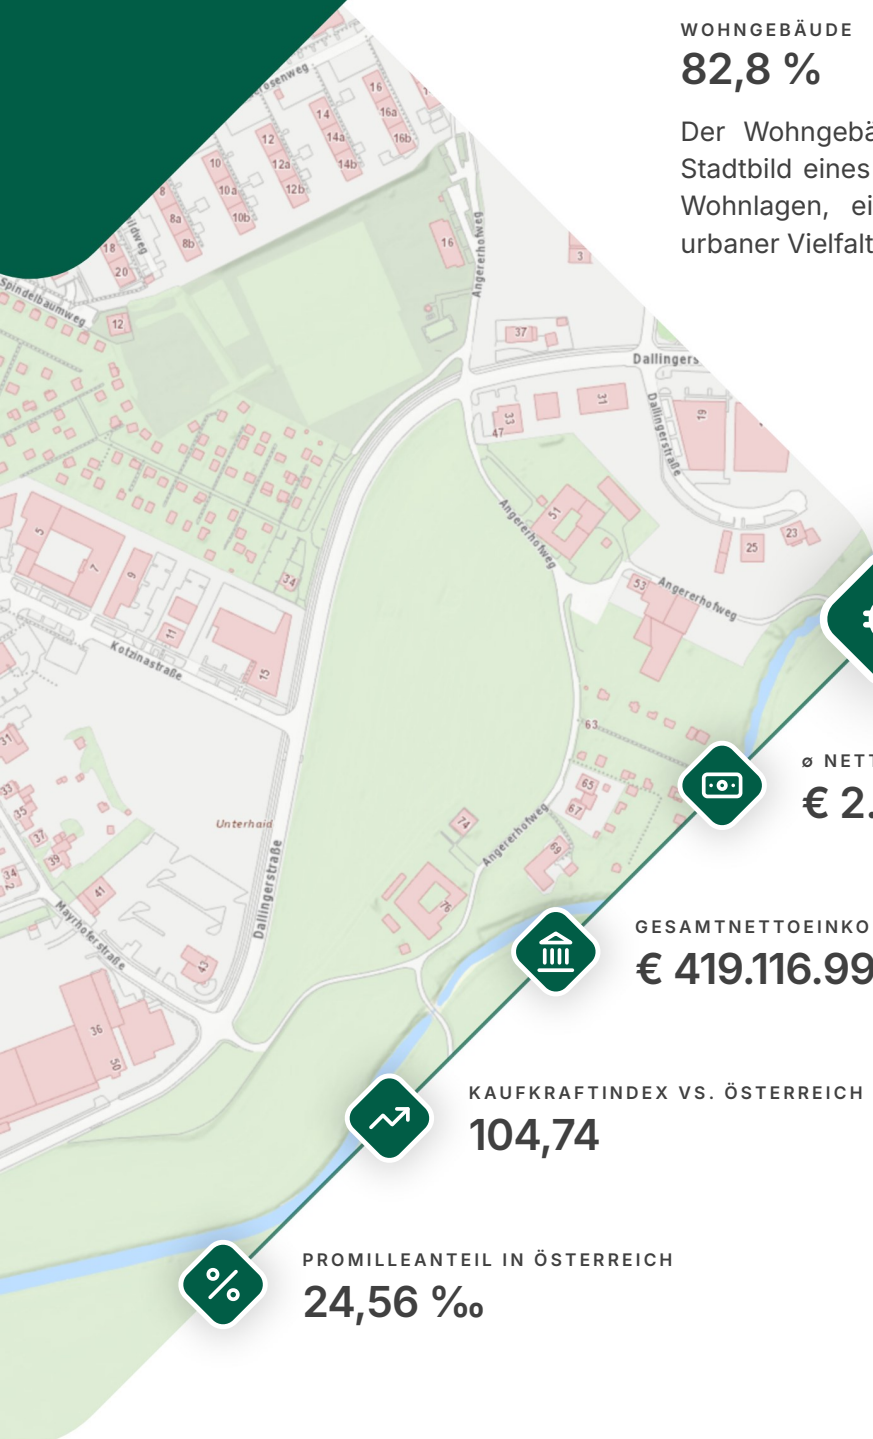 WOHNGEBÄUDE
82,8 %
Der Wohngebä
Stadtbild eines
Wohnlagen, ei
urbaner Vielfalt
osenweg
16
14
16a
12
14a
16b
10
12a
14b
8
10a
12b
8a
10b
ldweg
18
8b
20
16
Angererhofweg
3
Spindelbaumweg
12
37
Dallingers
33
31
47
Dallingerstraße
19
51
5
7
9
Angererhofweg
25
23
34
53
Angererhofweg
11
Kotzinastraße
15
63
31
33
35
37
39
Unterhaid
65
67
74
Angererhofweg
69
34
2
41
76
Dallingerstraße
Mayrhoferstraße
43
36
50
ø NETT
€ 2.
GESAMTNETTOEINKO
€ 419.116.99
KAUFKRAFTINDEX VS. ÖSTERREICH
104,74
PROMILLEANTEIL IN ÖSTERREICH
24,56 ‰